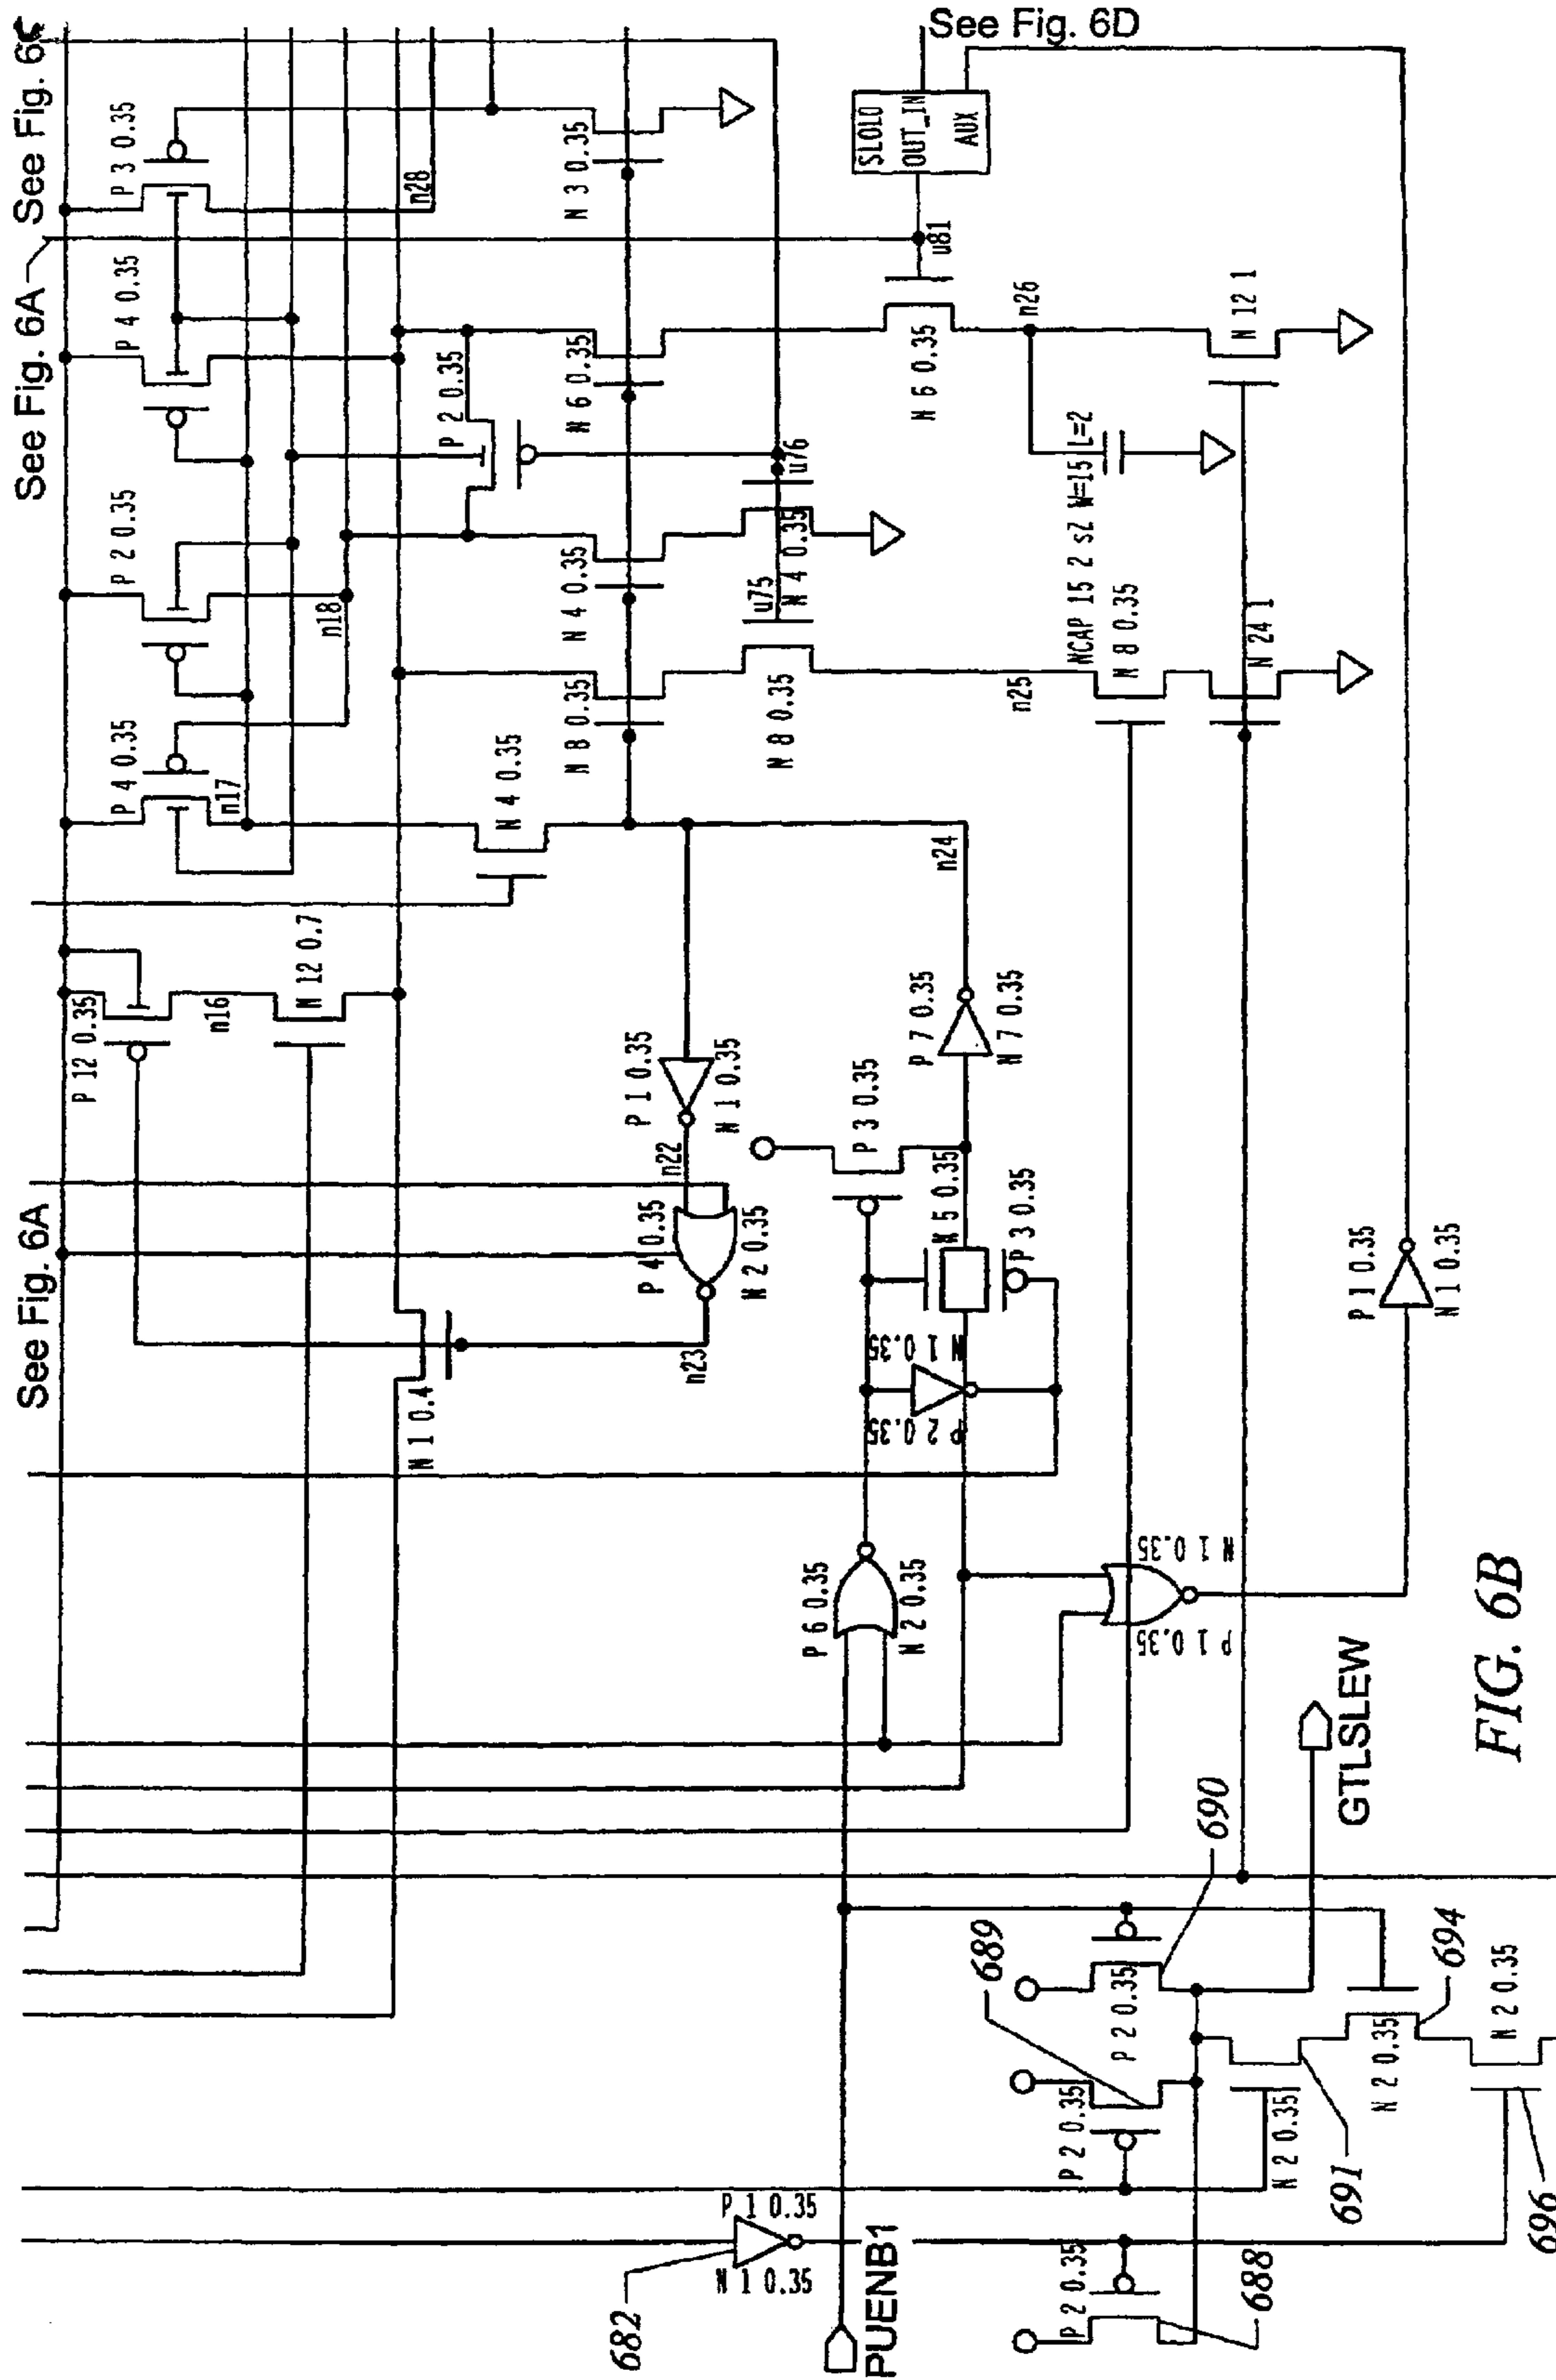 See Fig. 6A
See Fig. 6A
See Fig. 6C
See Fig. 6D
P 12 0.35
n16
N 12 0.7
P 4 0.35
n17
P 2 0.35
n18
P 4 0.35
P 3 0.35
n28
N 1 0.4
n23
P 4 0.35
N 2 0.35
n22
P 1 0.35
N 1 0.35
N 4 0.35
N 8 0.35
N 4 0.35
P 2 0.35
N 6 0.35
N 3 0.35
N 8 0.35
u75
N 4 0.35
u76
N 6 0.35
u81
SLOLO
OUT_IN
AUX
n24
n25
n26
P 6 0.35
N 2 0.35
P 2 0.35
N 1 0.35
N 5 0.35
P 3 0.35
P 3 0.35
P 7 0.35
N 7 0.35
NCAP 15 2 s2 W=15 L=2
N 8 0.35
N 24 1
N 12 1
P 1 0.35
N 1 0.35
P 1 0.35
N 1 0.35
682
P 1 0.35
N 1 0.35
PUENB1
P 2 0.35
688
P 2 0.35
689
P 2 0.35
690
N 2 0.35
691
N 2 0.35
694
N 2 0.35
696
GTLSLEW
FIG. 6B